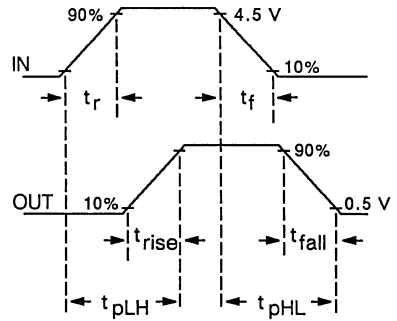 90% 4.5 V
IN 10%
tr tf
90%
OUT 10% 0.5 V
trise tfall
tpLH tpHL